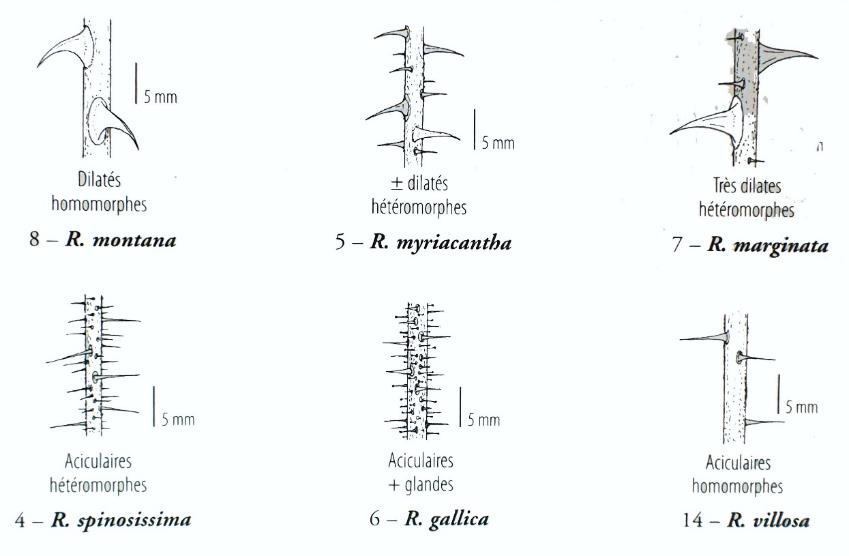 5 mm
Dilatés
homomorphes
8 – R. montana
5 mm
± dilatés
hétéromorphes
5 – R. myriacantha
Très dilates
hétéromorphes
7 – R. marginata
5 mm
Aciculaires
hétéromorphes
4 – R. spinosissima
5 mm
Aciculaires
+ glandes
6 – R. gallica
5 mm
Aciculaires
homomorphes
14 – R. villosa